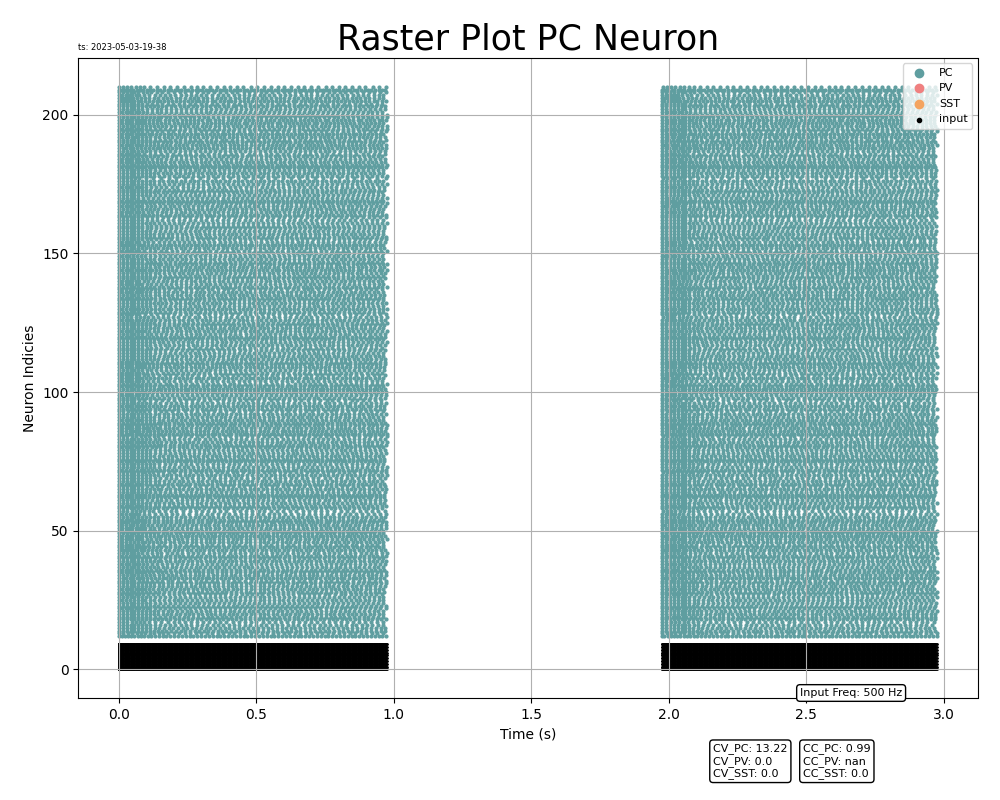 Raster Plot PC Neuron
ts: 2023-05-03-19-38
PC
PV
SST
input
200
150
100
50
0
Neuron Indicies
0.0 0.5 1.0 1.5 2.0 2.5 3.0
Time (s)
Input Freq: 500 Hz
CV_PC: 13.22
CV_PV: 0.0
CV_SST: 0.0
CC_PC: 0.99
CC_PV: nan
CC_SST: 0.0